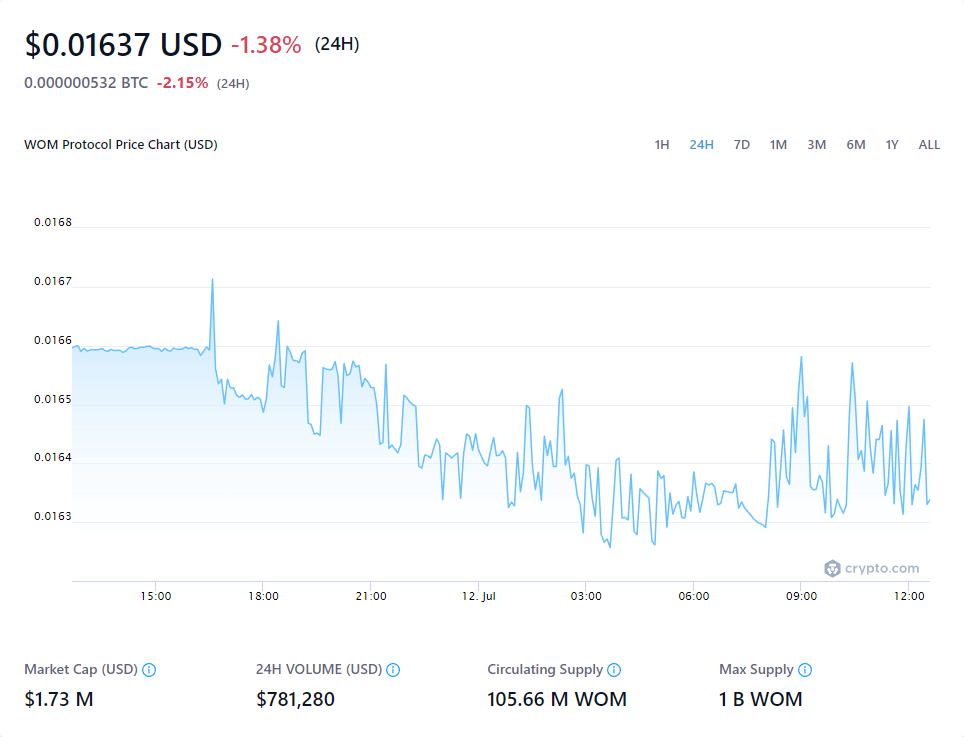 $0.01637 USD -1.38% (24H)
0.000000532 BTC -2.15% (24H)
WOM Protocol Price Chart (USD) 1H 24H 7D 1M 3M 6M 1Y ALL
0.0168
0.0167
0.0166
0.0165
0.0164
0.0163
crypto.com
15:00 18:00 21:00 12. Jul 03:00 06:00 09:00 12:00
Market Cap (USD) 24H VOLUME (USD) Circulating Supply Max Supply
$1.73 M $781,280 105.66 M WOM 1 B WOM